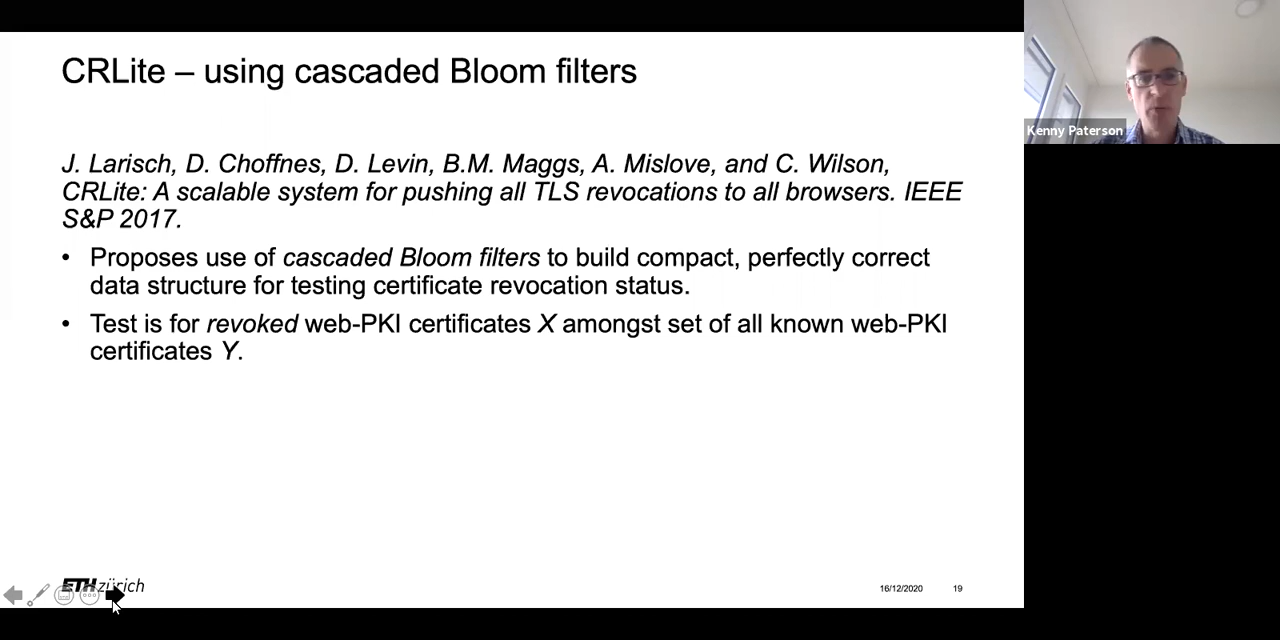 CRLite – using cascaded Bloom filters
J. Larisch, D. Choffnes, D. Levin, B.M. Maggs, A. Mislove, and C. Wilson,
CRLite: A scalable system for pushing all TLS revocations to all browsers. IEEE
S&P 2017.
• Proposes use of cascaded Bloom filters to build compact, perfectly correct
data structure for testing certificate revocation status.
• Test is for revoked web-PKI certificates X amongst set of all known web-PKI
certificates Y.
ETH zürich
16/12/2020 19
Kenny Paterson